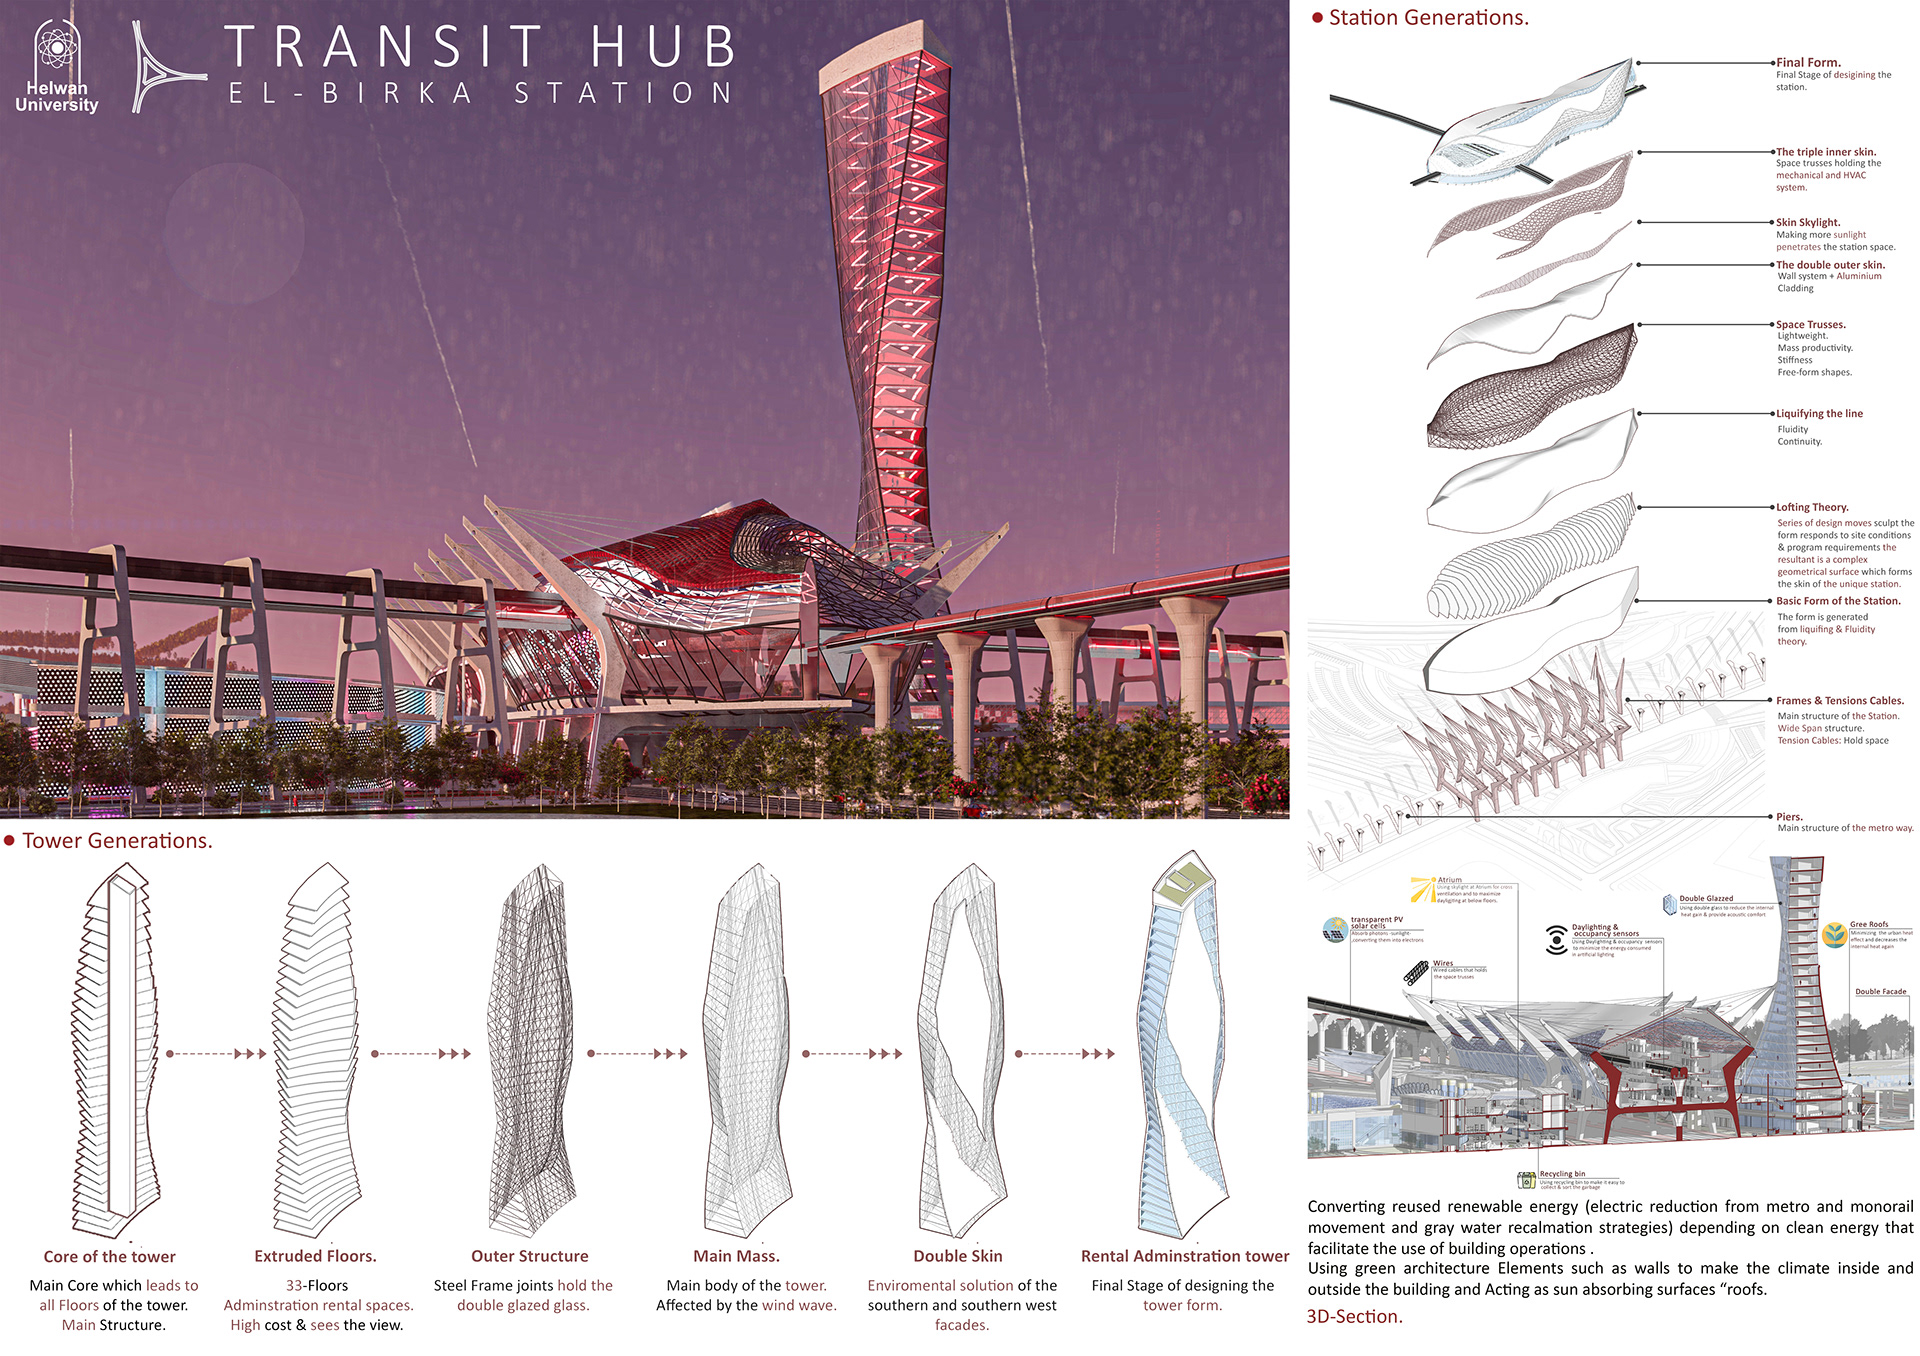 Helwan
University
TRANSIT HUB
EL-BIRKA STATION
Station Generations.
Final Form.
Final Stage of desigining the
station.
The triple inner skin.
Space trusses holding the
mechanical and HVAC
system.
Skin Skylight.
Making more sunlight
penetrates the station space.
The double outer skin.
Wall system + Aluminium
Cladding
Space Trusses.
Lightweight.
Mass productivity.
Stiffness
Free-form shapes.
Liquifying the line
Fluidity
Continuity.
Lofting Theory.
Series of design moves sculpt the
form responds to site conditions
& program requirements the
resultant is a complex
geometrical surface which forms
the skin of the unique station.
Basic Form of the Station.
The form is generated
from liquifing & Fluidity
theory.
Frames & Tensions Cables.
Main structure of the Station.
Wide Span structure.
Tension Cables: Hold space
Piers.
Main structure of the metro way.
Tower Generations.
Core of the tower
Main Core which leads to
all Floors of the tower.
Main Structure.
Extruded Floors.
33-Floors
Adminstration rental spaces.
High cost & sees the view.
Outer Structure
Steel Frame joints hold the
double glazed glass.
Main Mass.
Main body of the tower.
Affected by the wind wave.
Double Skin
Enviromental solution of the
southern and southern west
facades.
Rental Adminstration tower
Final Stage of designing the
tower form.
Atrium
Using skylight at Atrium for cross
ventilation and to maximize
daylighting at below floors.
transparent PV
solar cells
Absorb photons -sunlight-
,converting them into electrons
Wires
Wired cables that holds
the space trusses
Daylighting &
occupancy sensors
Using Daylighting & occupancy sensors
to minimize the energy consumed
in artificial lighting
Double Glazzed
Using double glass to reduce the internal
heat gain & provide acoustic comfort
Gree Roofs
Minimizing the urban heat
effect and decreases the
internal heat again
Double Facade
Recycling bin
Using recycling bin to make it easy to
collect & sort the garbage
Converting reused renewable energy (electric reduction from metro and monorail
movement and gray water recalmation strategies) depending on clean energy that
facilitate the use of building operations .
Using green architecture Elements such as walls to make the climate inside and
outside the building and Acting as sun absorbing surfaces “roofs.
3D-Section.